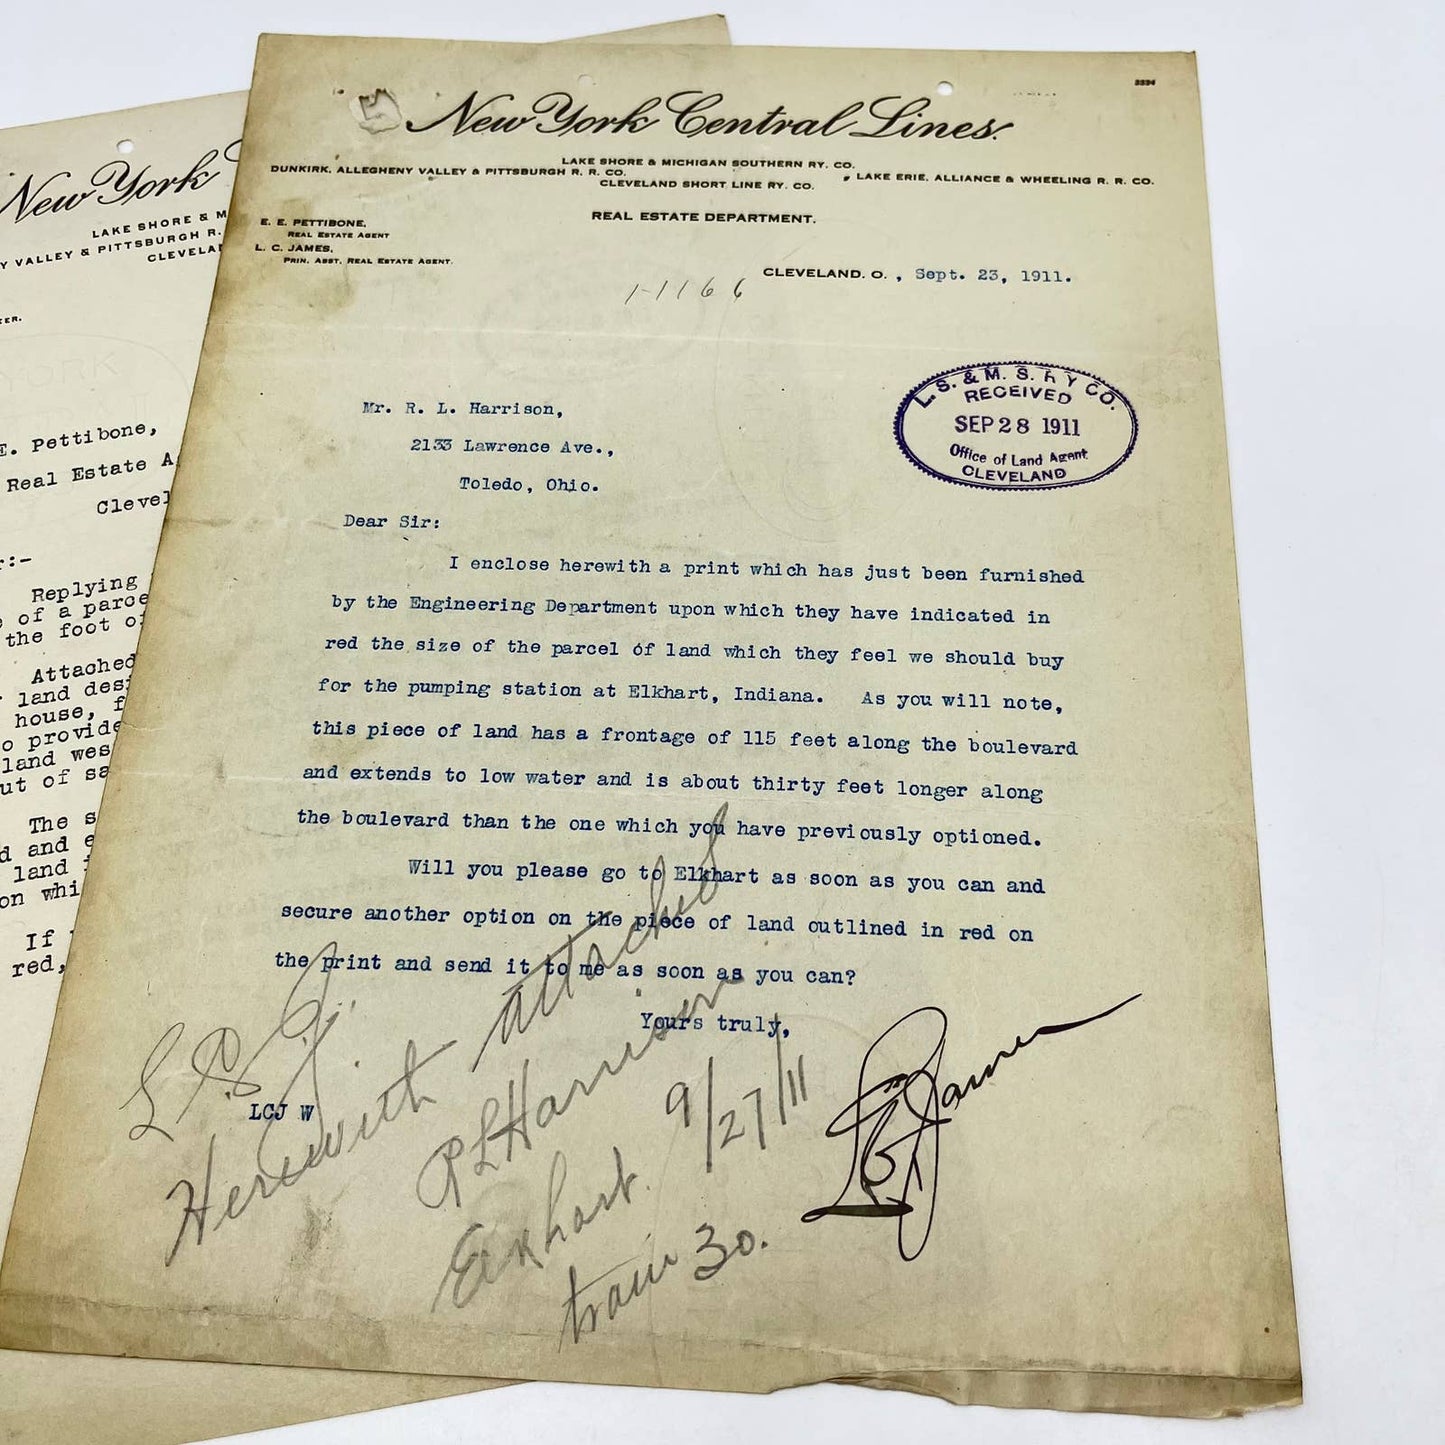 New York
LAKE SHORE & M
Y VALLEY & PITTSBURGH R.
CLEVELA
E. Pettibone,
Real Estate A
Clevel
r:-
Replying
e of a parce
the foot of
Attached
land des
house, f
o provide
land wes
ut of sa
The s
d and e
land
on whi
If
red,
3334
New York Central Lines.
LAKE SHORE & MICHIGAN SOUTHERN RY. CO.
DUNKIRK, ALLEGHENY VALLEY & PITTSBURGH R. R. CO.
LAKE ERIE, ALLIANCE & WHEELING R. R. CO.
CLEVELAND SHORT LINE RY. CO.
REAL ESTATE DEPARTMENT.
E. E. PETTIBONE,
REAL ESTATE AGENT
L. C. JAMES,
PRIN. ASST. REAL ESTATE AGENT.
CLEVELAND. O., Sept. 23, 1911.
1-1166
L. S. & M. S. R Y CO.
RECEIVED
SEP 28 1911
Office of Land Agent
CLEVELAND
Mr. R. L. Harrison,
2133 Lawrence Ave.,
Toledo, Ohio.
Dear Sir:
I enclose herewith a print which has just been furnished
by the Engineering Department upon which they have indicated in
red the size of the parcel of land which they feel we should buy
for the pumping station at Elkhart, Indiana. As you will note,
this piece of land has a frontage of 115 feet along the boulevard
and extends to low water and is about thirty feet longer along
the boulevard than the one which you have previously optioned.
Will you please go to Elkhart as soon as you can and
secure another option on the piece of land outlined in red on
the print and send it to me as soon as you can?
Yours truly,
L C James
LCJ W
L.C.J.
Herewith attached
R L Harrison
Elkhart. 9/27/11
train 30.